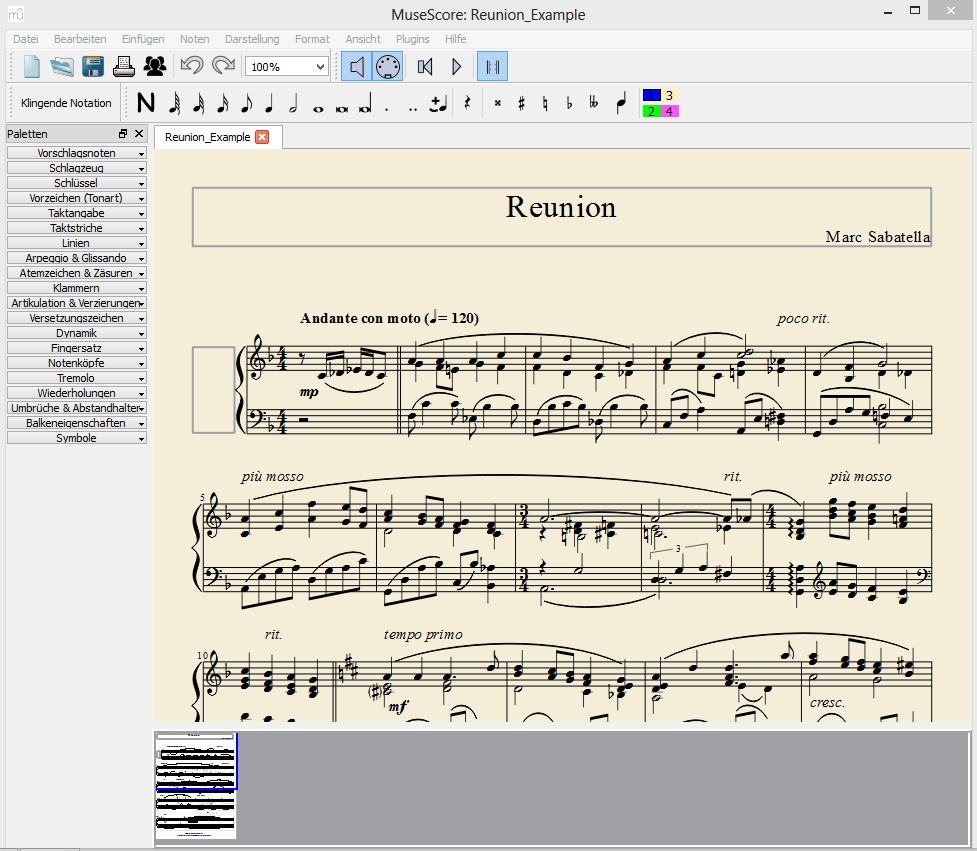 MuseScore: Reunion_Example
Datei Bearbeiten Einfügen Noten Darstellung Format Ansicht Plugins Hilfe
100%
Klingende Notation N 1 3
2 4
Paletten
Reunion_Example
Vorschlagsnoten
Schlagzeug
Schlüssel
Vorzeichen (Tonart)
Taktangabe
Taktstriche
Linien
Arpeggio & Glissando
Atemzeichen & Zäsuren
Klammern
Artikulation & Verzierungen
Versetzungszeichen
Dynamik
Fingersatz
Notenköpfe
Tremolo
Wiederholungen
Umbrüche & Abstandhalter
Balkeneigenschaften
Symbole
Reunion
Marc Sabatella
Andante con moto (♩= 120) poco rit.
mp
più mosso rit. più mosso
5
3
rit. tempo primo
10
mf cresc.